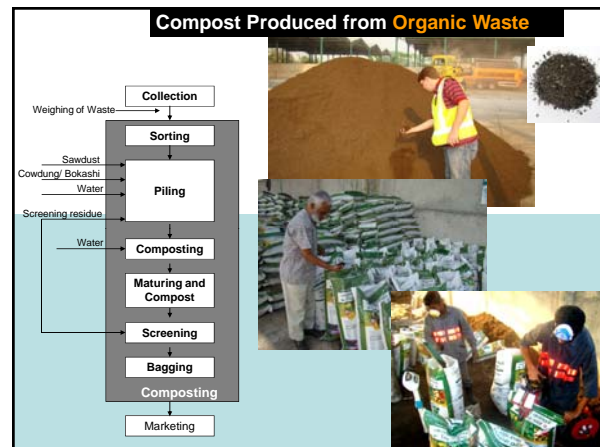 Compost Produced from Organic Waste
Collection
Weighing of Waste
Sorting
Sawdust
Cowdung/ Bokashi
Water
Screening residue
Piling
Water
Composting
Maturing and
Compost
Screening
Bagging
Composting
Marketing